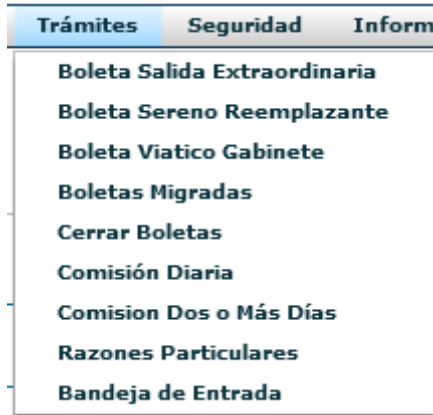 Trámites Seguridad Inform
Boleta Salida Extraordinaria
Boleta Sereno Reemplazante
Boleta Viatico Gabinete
Boletas Migradas
Cerrar Boletas
Comisión Diaria
Comision Dos o Más Días
Razones Particulares
Bandeja de Entrada